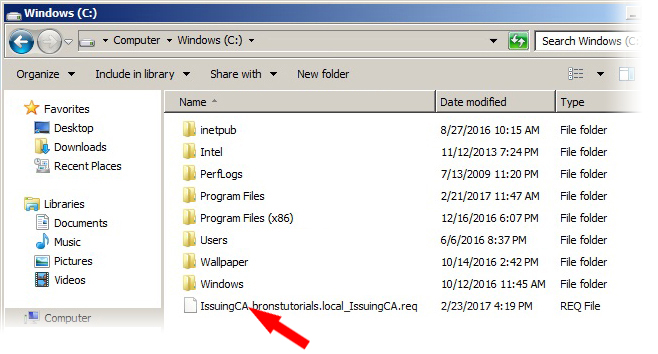 Windows (C:)
Computer Windows (C:) Search Windows (C
Organize Include in library Share with New folder
Favorites
Desktop
Downloads
Recent Places
Libraries
Documents
Music
Pictures
Videos
Computer
Name Date modified Type
inetpub 8/27/2016 10:15 AM File folder
Intel 11/12/2013 7:24 PM File folder
PerfLogs 7/13/2009 11:20 PM File folder
Program Files 2/21/2017 11:47 AM File folder
Program Files (x86) 12/16/2016 6:07 PM File folder
Users 6/6/2016 8:37 PM File folder
Wallpaper 10/14/2016 2:42 PM File folder
Windows 10/12/2016 11:45 AM File folder
IssuingCA.bronstutorials.local_IssuingCA.req 2/23/2017 4:19 PM REQ File